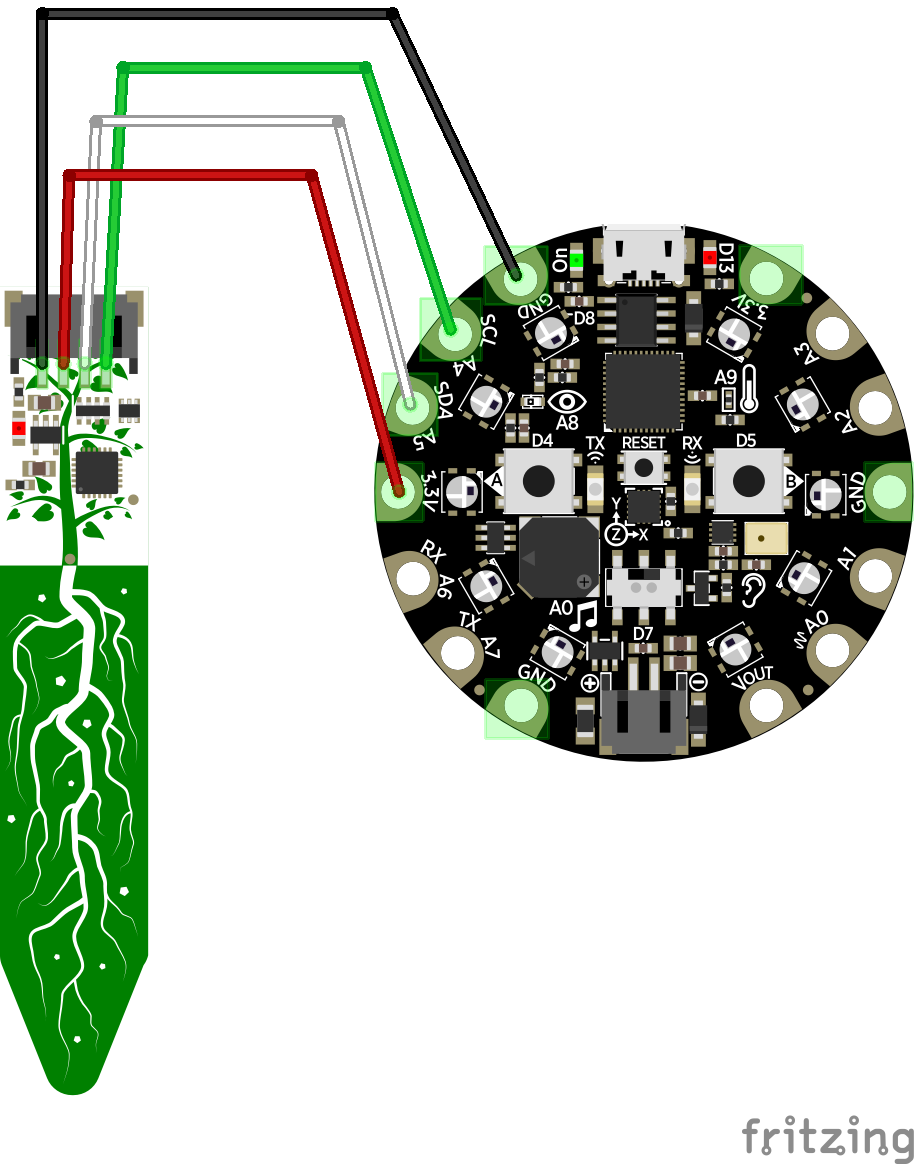 On
D13
GND
3.3V
D8
SCL
A4
A3
SDA
A5
A8
A9
A2
D4
TX
RESET
RX
D5
3.3V
A
B
GND
Y
Z
X
RX
A6
A1
TX
A7
A0
D7
A0
GND
VOUT
fritzing